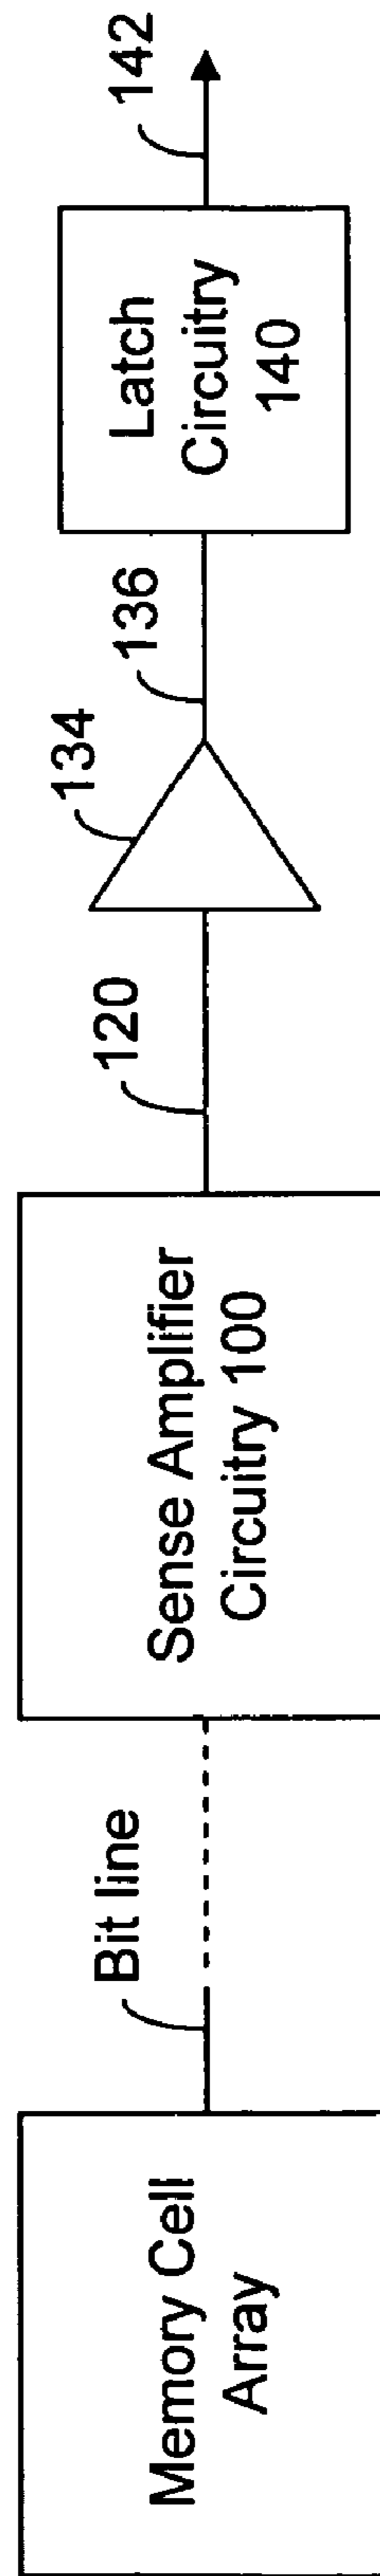 Memory Cell
Array
Bit line
Sense Amplifier
Circuitry 100
120
134
136
Latch
Circuitry
140
142